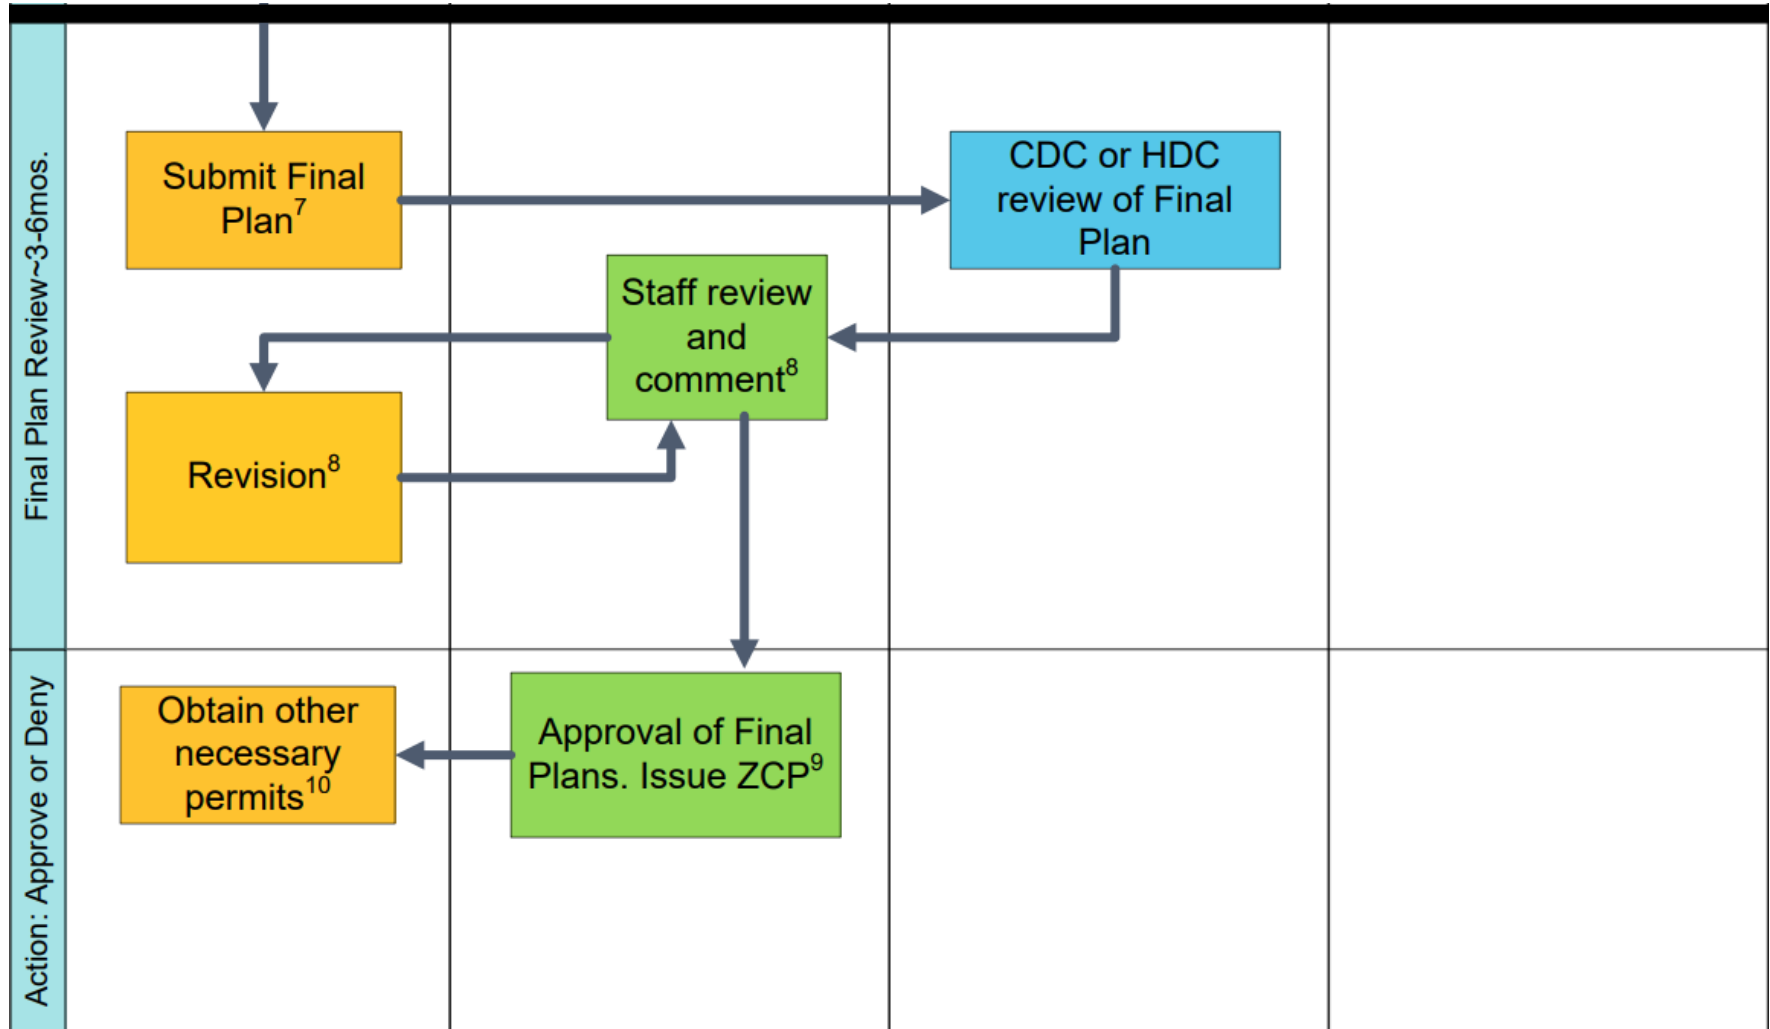 Final Plan Review~3-6mos.
Submit Final
Plan⁷
CDC or HDC
review of Final
Plan
Staff review
and
comment⁸
Revision⁸
Action: Approve or Deny
Obtain other
necessary
permits¹⁰
Approval of Final
Plans. Issue ZCP⁹